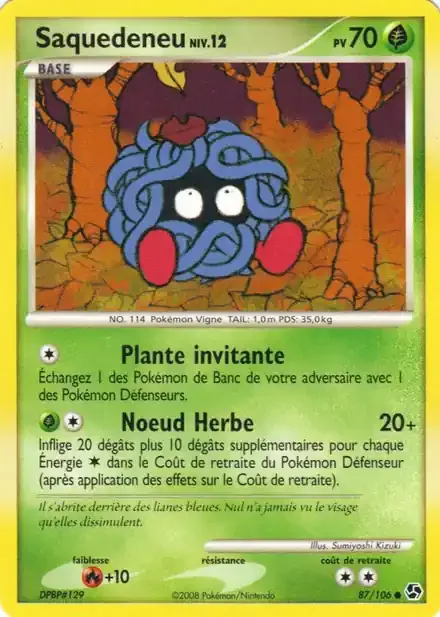 Saquedeneu NIV.12 PV 70
BASE
NO. 114 Pokémon Vigne TAIL: 1,0m PDS: 35,0kg
Plante invitante
Échangez 1 des Pokémon de Banc de votre adversaire avec 1
des Pokémon Défenseurs.
Noeud Herbe 20+
Inflige 20 dégâts plus 10 dégâts supplémentaires pour chaque
Énergie dans le Coût de retraite du Pokémon Défenseur
(après application des effets sur le Coût de retraite).
Il s'abrite derrière des lianes bleues. Nul n'a jamais vu le visage
qu'elles dissimulent.
Illus. Sumiyoshi Kizuki
faiblesse résistance coût de retraite
+10
DPBP#129 ©2008 Pokémon/Nintendo 87/106